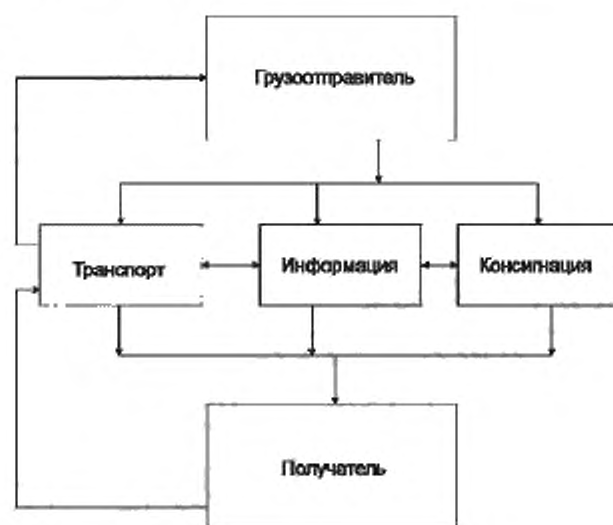 Грузоотправитель
Транспорт
Информация
Консигнация
Получатель